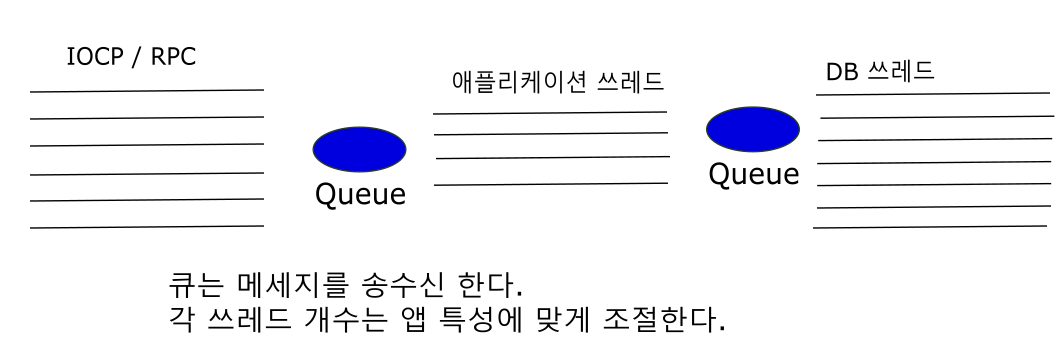 IOCP / RPC
애플리케이션 쓰레드
DB 쓰레드
Queue
Queue
큐는 메세지를 송수신 한다.
각 쓰레드 개수는 앱 특성에 맞게 조절한다.